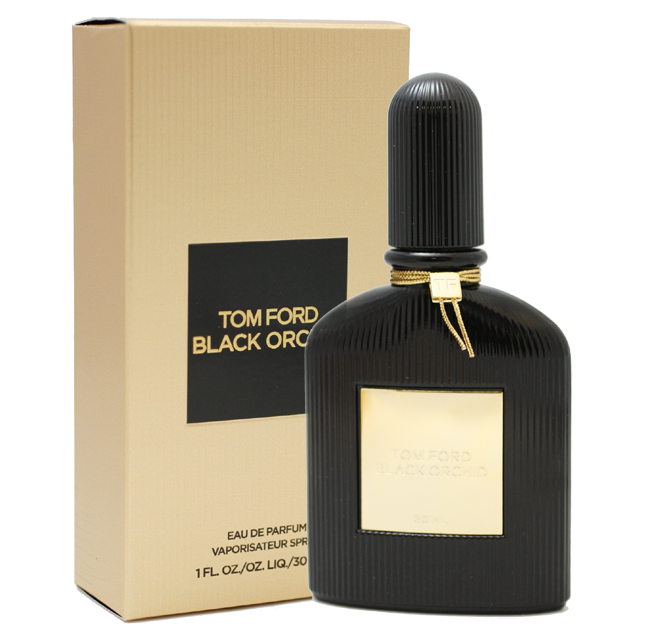 TOM FORD
BLACK ORC
EAU DE PARFUM
VAPORISATEUR SPR
1 FL. OZ./OZ. LIQ./30
TF
TOM FORD
BLACK ORCHID